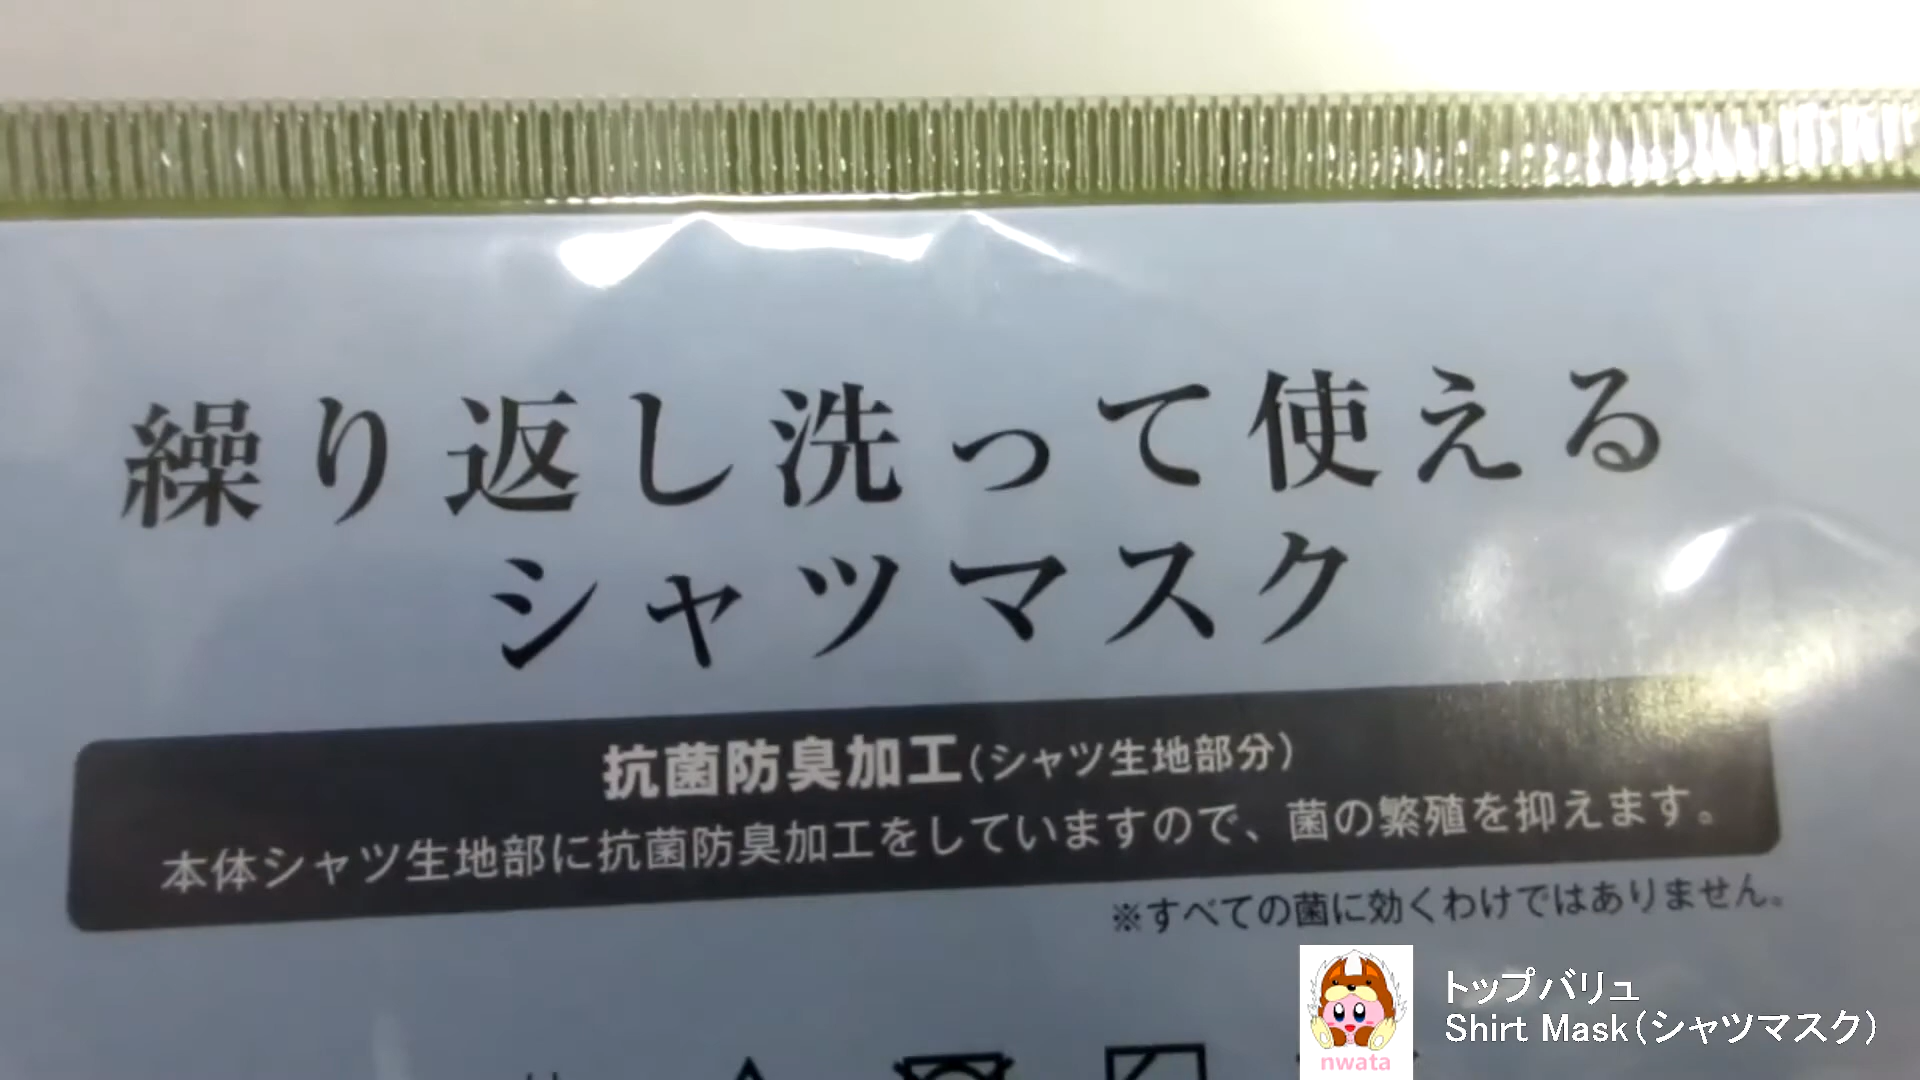 繰り返し洗って使える
シャツマスク
抗菌防臭加工(シャツ生地部分)
本体シャツ生地部に抗菌防臭加工をしていますので、菌の繁殖を抑えます。
※すべての菌に効くわけではありません。
トップバリュ
Shirt Mask(シャツマスク)
nwata